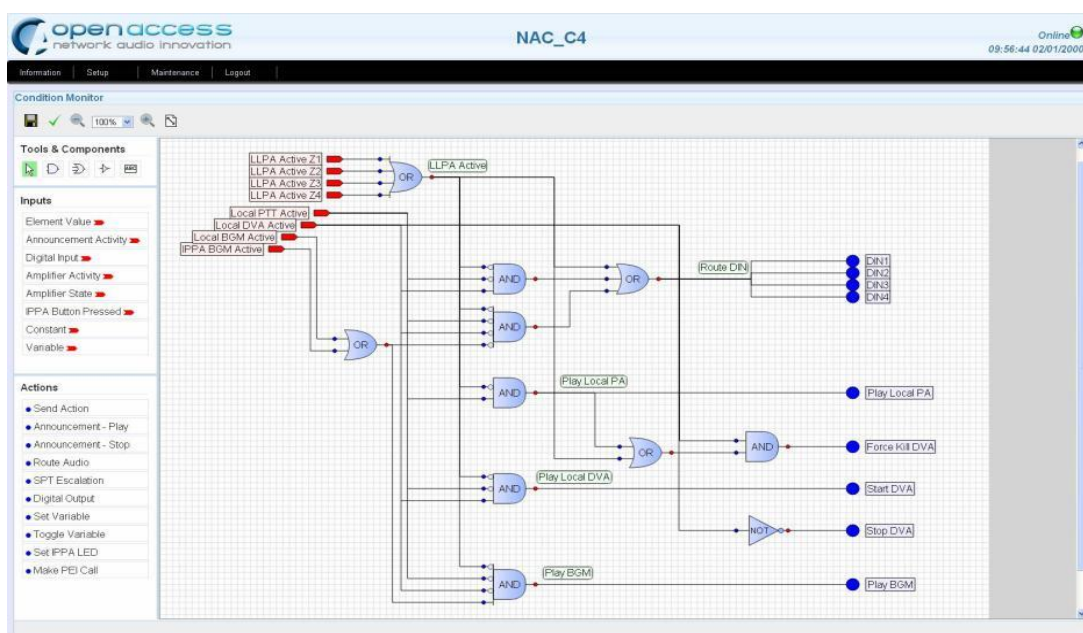 openaccess
network audio innovation
NAC_C4
Online
09:56:44 02/01/2000
Information Setup Maintenance Logout
Condition Monitor
100%
Tools & Components
Inputs
Element Value
Announcement Activity
Digital Input
Amplifier Activity
Amplifier State
IPPA Button Pressed
Constant
Variable
Actions
Send Action
Announcement - Play
Announcement - Stop
Route Audio
SPT Escalation
Digital Output
Set Variable
Toggle Variable
Set IPPA LED
Make PEI Call
LLPA Active Z1
LLPA Active Z2
LLPA Active Z3
LLPA Active Z4
OR
LLPA Active
Local PTT Active
Local DVA Active
Local BGM Active
IPPA BGM Active
AND
OR
Route DIN
DIN1
DIN2
DIN3
DIN4
AND
OR
Play Local PA
AND
Play Local PA
OR
AND
Force Kill DVA
Play Local DVA
AND
Start DVA
NOT
Stop DVA
Play BGM
AND
Play BGM